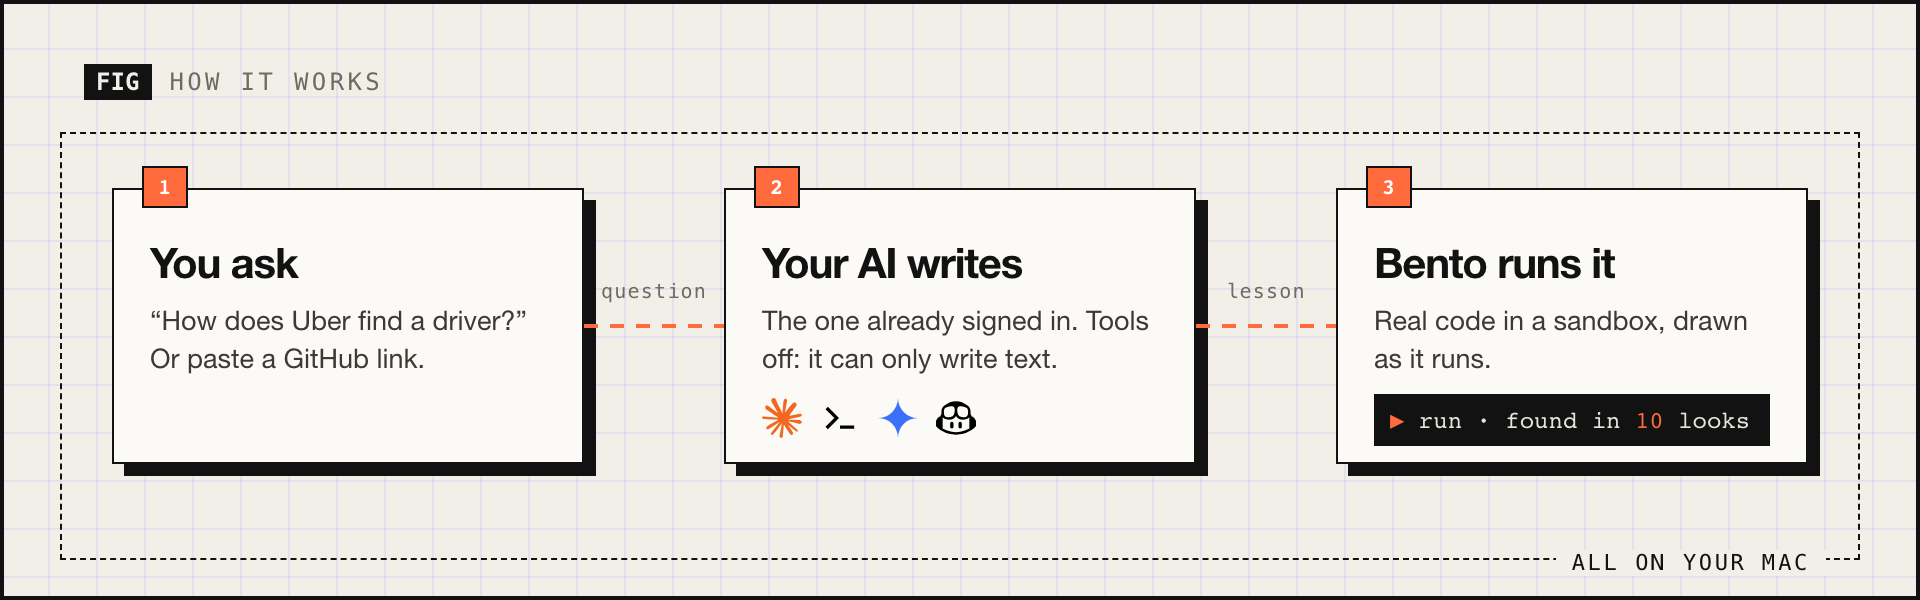 FIG HOW IT WORKS
1
You ask
“How does Uber find a driver?”
Or paste a GitHub link.
question
2
Your AI writes
The one already signed in. Tools
off: it can only write text.
lesson
3
Bento runs it
Real code in a sandbox, drawn
as it runs.
▶ run · found in 10 looks
ALL ON YOUR MAC